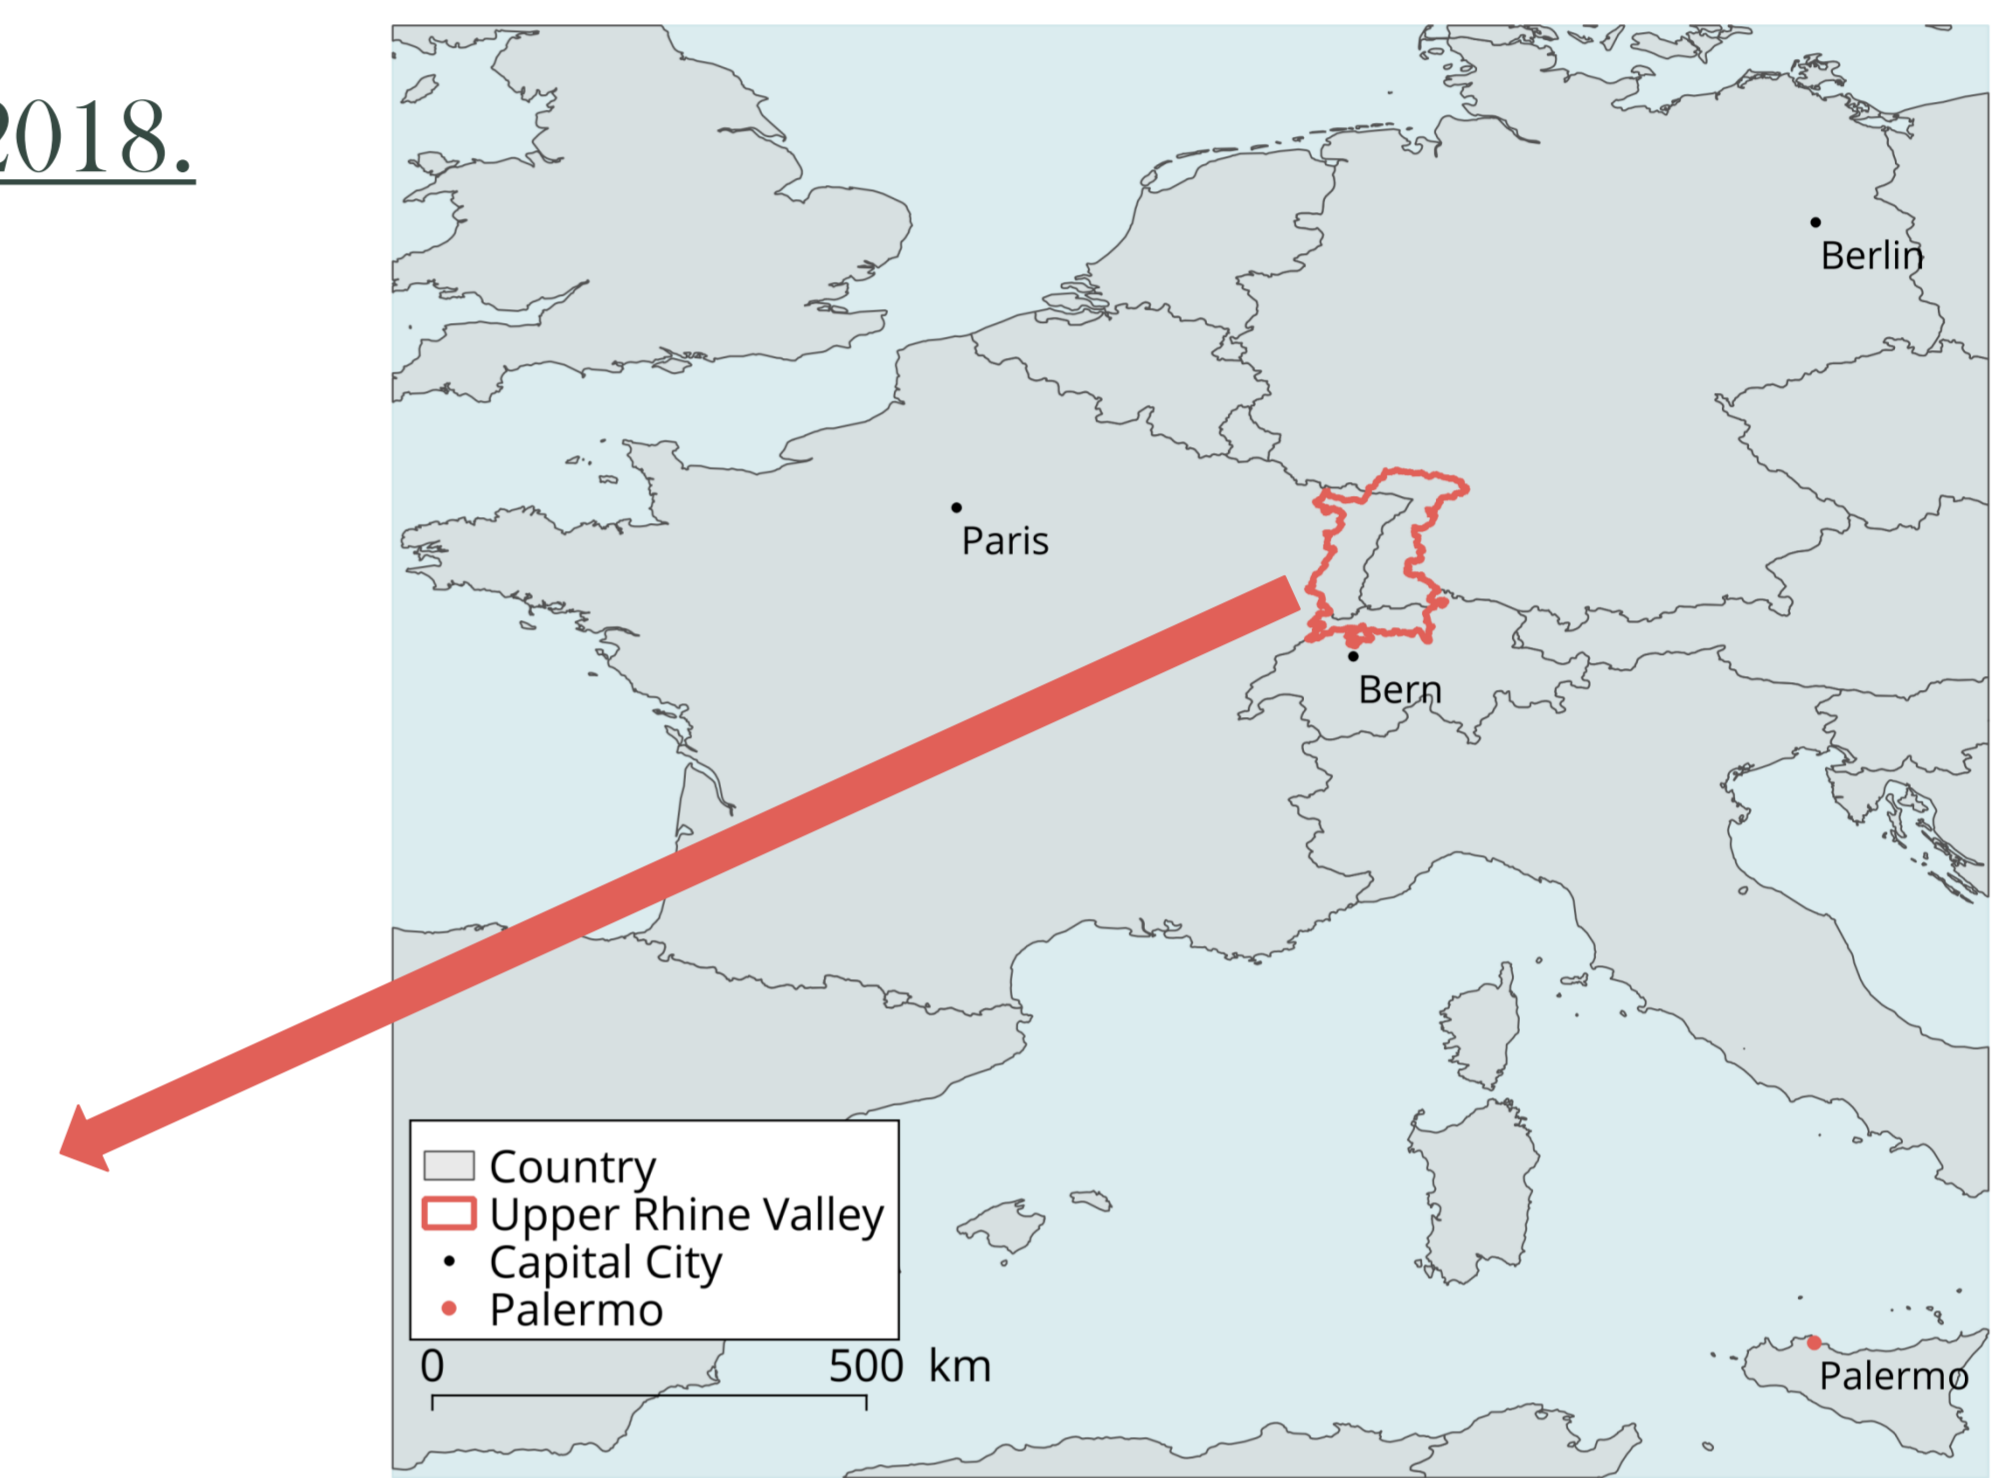 2018.
Berlin
Paris
Bern
Country
Upper Rhine Valley
Capital City
Palermo
0 500 km
Palermo